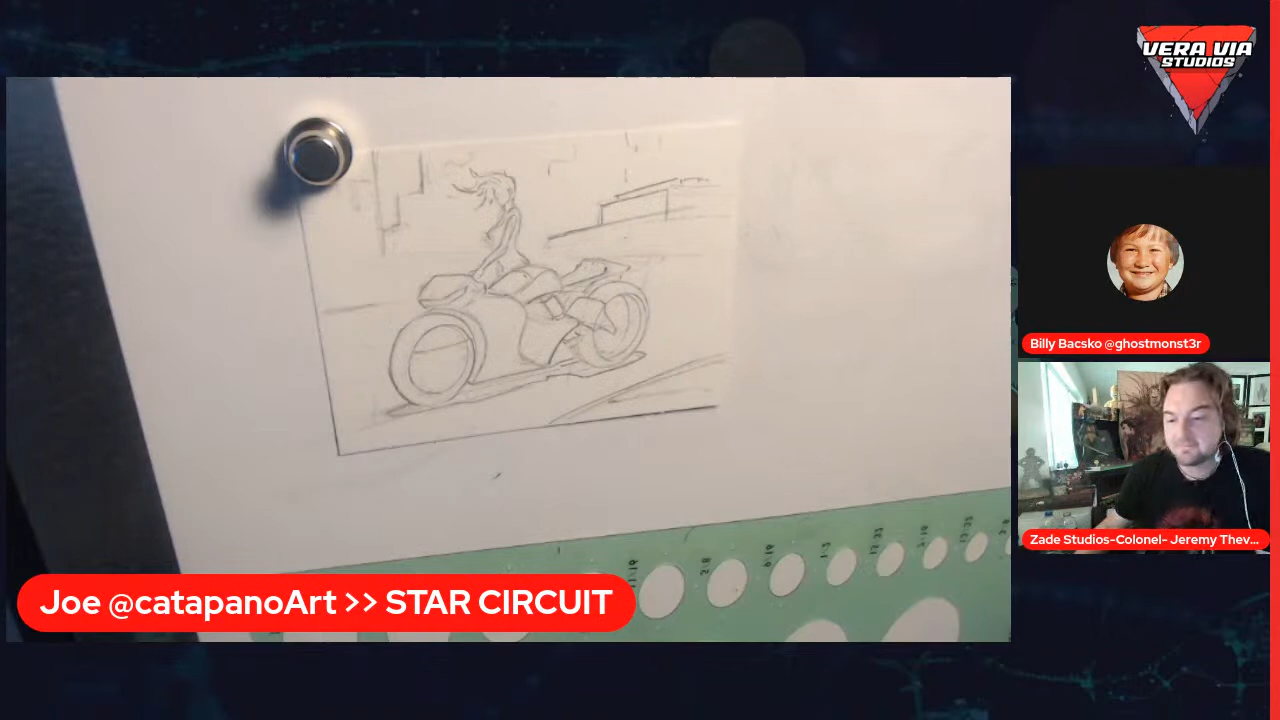 VERA VIA
STUDIOS
Billy Bacsko @ghostmonst3r
Zade Studios-Colonel- Jeremy Thev...
Joe @catapanoArt >> STAR CIRCUIT